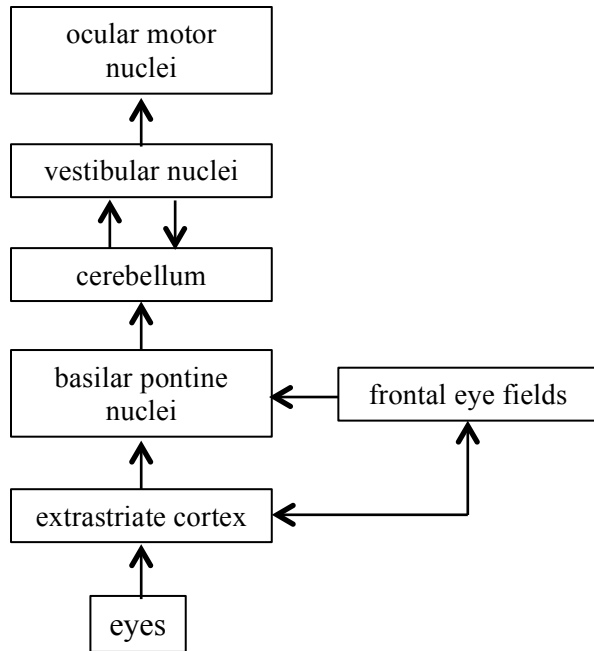 ocular motor
nuclei
vestibular nuclei
cerebellum
basilar pontine
nuclei
frontal eye fields
extrastriate cortex
eyes